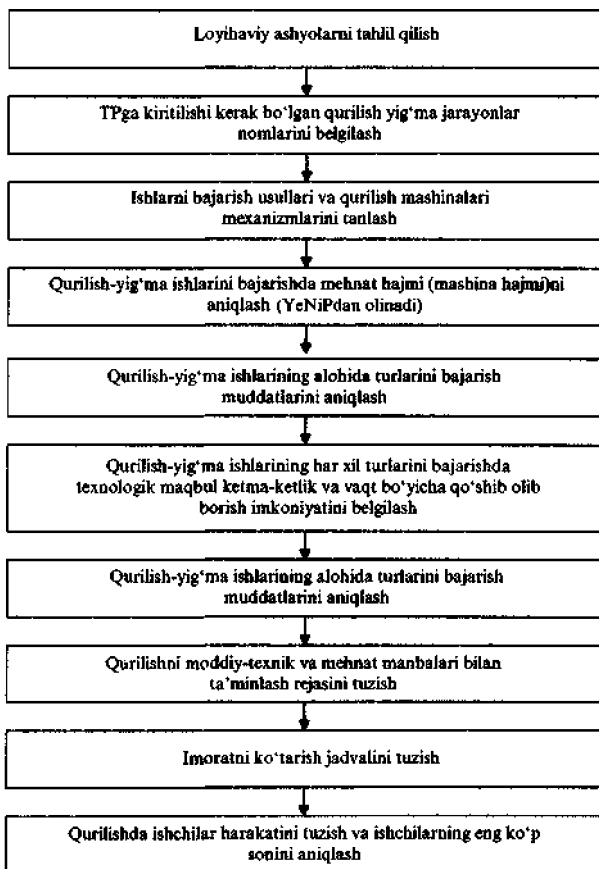 Loyihaviy ashyolarni tahlil qilish
TPga kiritilishi kerak bo‘lgan qurilish yig‘ma jarayonlar
nomlarini belgilash
Ishlarni bajarish usullari va qurilish mashinalari
mexanizmlarini tanlash
Qurilish-yig‘ma ishlarini bajarishda mehnat hajmi (mashina hajmi)ni
aniqlash (YeNiPdan olinadi)
Qurilish-yig‘ma ishlarining alohida turlarini bajarish
muddatlarini aniqlash
Qurilish-yig‘ma ishlarining har xil turlarini bajarishda
texnologik maqbul ketma-ketlik va vaqt bo‘yicha qo‘shib olib
borish imkoniyatini belgilash
Qurilish-yig‘ma ishlarining alohida turlarini bajarish
muddatlarini aniqlash
Qurilishni moddiy-texnik va mehnat manbalari bilan
ta’minlash rejasini tuzish
Imoratni ko‘tarish jadvalini tuzish
Qurilishda ishchilar harakatini tuzish va ishchilarning eng ko‘p
sonini aniqlash